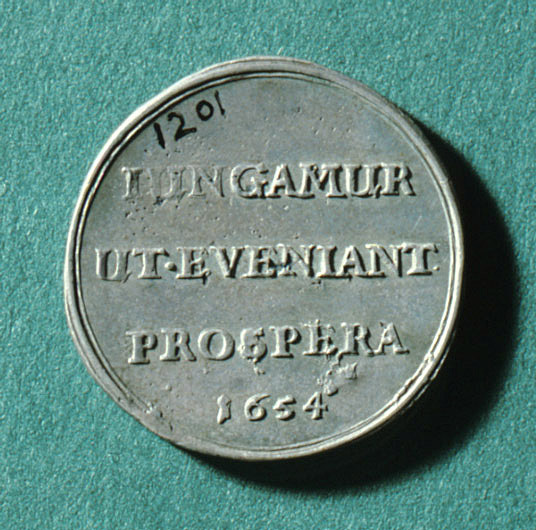 1201
IUNGAMUR
UT·EVENIANT
PROSPERA
1654